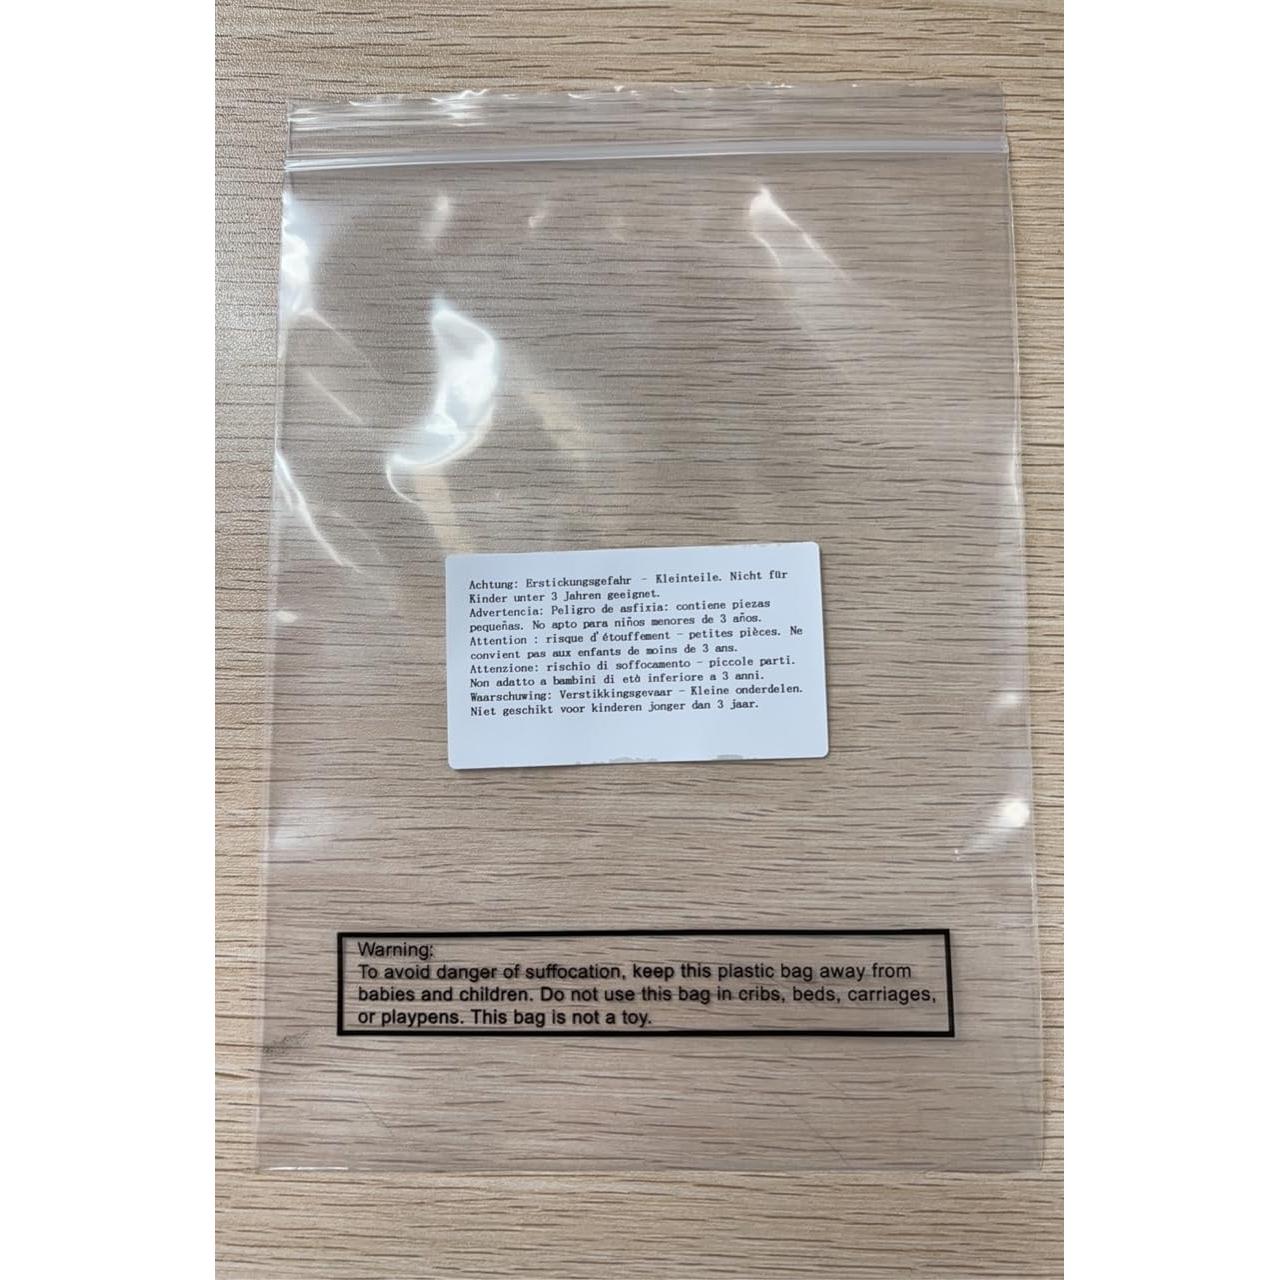 Achtung: Erstickungsgefahr - Kleinteile. Nicht für
Kinder unter 3 Jahren geeignet.
Advertencia: Peligro de asfixia: contiene piezas
pequeñas. No apto para niños menores de 3 años.
Attention : risque d'étouffement - petites pièces. Ne
convient pas aux enfants de moins de 3 ans.
Attenzione: rischio di soffocamento - piccole parti.
Non adatto a bambini di età inferiore a 3 anni.
Waarschuwing: Verstikkingsgevaar - Kleine onderdelen.
Niet geschikt voor kinderen jonger dan 3 jaar.
Warning:
To avoid danger of suffocation, keep this plastic bag away from
babies and children. Do not use this bag in cribs, beds, carriages,
or playpens. This bag is not a toy.